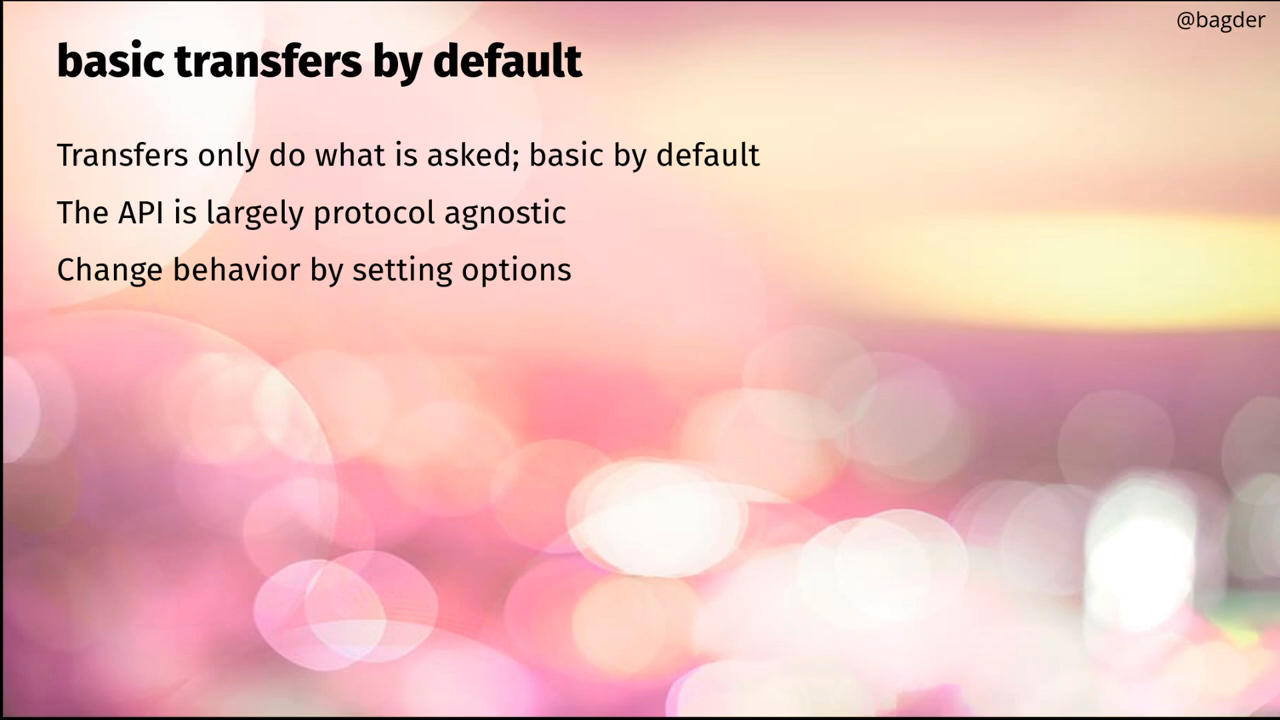 @bagder
basic transfers by default
Transfers only do what is asked; basic by default
The API is largely protocol agnostic
Change behavior by setting options